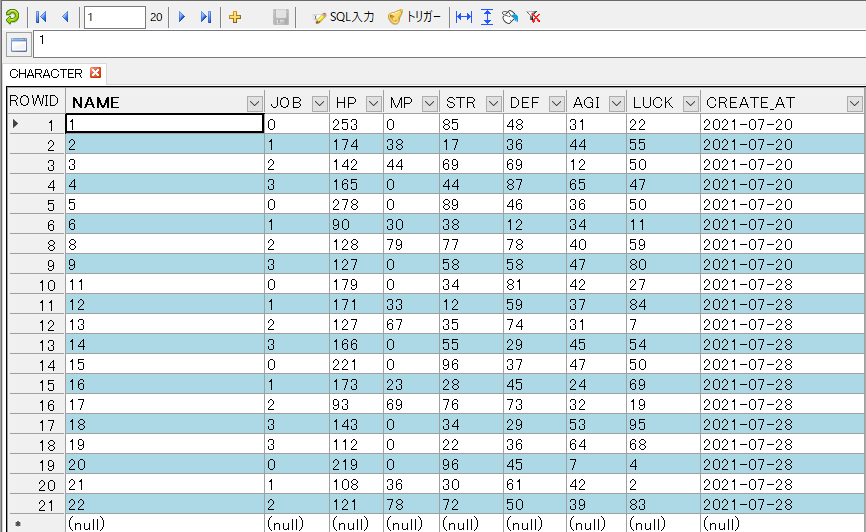 1 20 SQL入力 トリガー
1
CHARACTER
ROWID NAME JOB HP MP STR DEF AGI LUCK CREATE_AT
1 1 0 253 0 85 48 31 22 2021-07-20
2 2 1 174 38 17 36 44 55 2021-07-20
3 3 2 142 44 69 69 12 50 2021-07-20
4 4 3 165 0 44 87 65 47 2021-07-20
5 5 0 278 0 89 46 36 50 2021-07-20
6 6 1 90 30 38 12 34 11 2021-07-20
8 8 2 128 79 77 78 40 59 2021-07-20
9 9 3 127 0 58 58 47 80 2021-07-20
10 11 0 179 0 34 81 42 27 2021-07-28
11 12 1 171 33 12 59 37 84 2021-07-28
12 13 2 127 67 35 74 31 7 2021-07-28
13 14 3 166 0 55 29 45 54 2021-07-28
14 15 0 221 0 96 37 47 50 2021-07-28
15 16 1 173 23 28 45 24 69 2021-07-28
16 17 2 93 69 76 73 32 19 2021-07-28
17 18 3 143 0 34 29 53 95 2021-07-28
18 19 3 112 0 22 36 64 68 2021-07-28
19 20 0 219 0 96 45 7 4 2021-07-28
20 21 1 108 36 30 61 42 2 2021-07-28
21 22 2 121 78 72 50 39 83 2021-07-28
* (null) (null) (null) (null) (null) (null) (null) (null) (null)